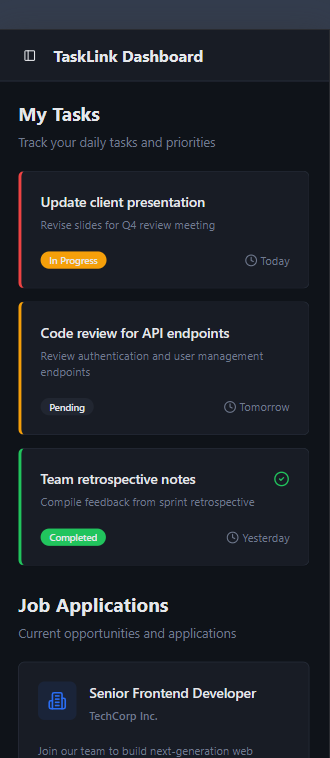 TaskLink Dashboard
My Tasks
Track your daily tasks and priorities
Update client presentation
Revise slides for Q4 review meeting
In Progress
Today
Code review for API endpoints
Review authentication and user management
endpoints
Pending
Tomorrow
Team retrospective notes
Compile feedback from sprint retrospective
Completed
Yesterday
Job Applications
Current opportunities and applications
Senior Frontend Developer
TechCorp Inc.
Join our team to build next-generation web